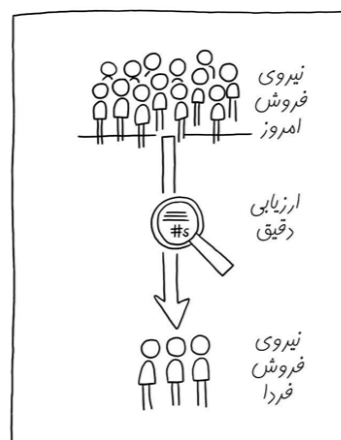 نیروی
فروش
امروز
ارزیابی
دقیق
#s
نیروی
فروش
فردا